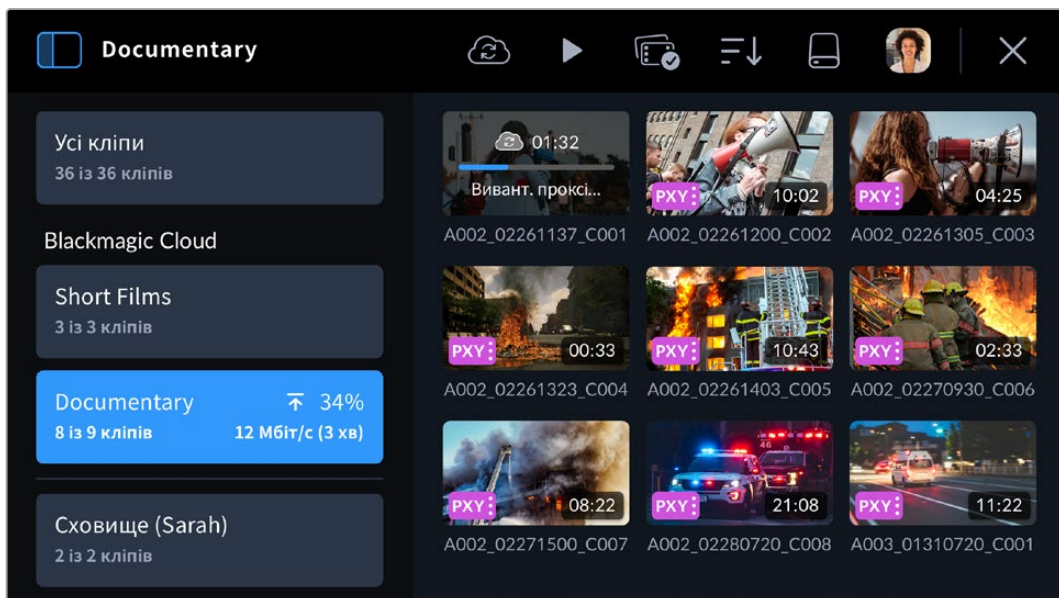 Documentary
Усі кліпи
36 із 36 кліпів
Blackmagic Cloud
Short Films
3 із 3 кліпів
Documentary 34%
8 із 9 кліпів 12 Мбіт/с (3 хв)
Сховище (Sarah)
2 із 2 кліпів
01:32
Вивант. проксі...
PXY 10:02
PXY 04:25
A002_02261137_C001 A002_02261200_C002 A002_02261305_C003
PXY 00:33
PXY 10:43
PXY 02:33
A002_02261323_C004 A002_02261403_C005 A002_02270930_C006
PXY 08:22
PXY 21:08
PXY 11:22
A002_02271500_C007 A002_02280720_C008 A003_01310720_C001